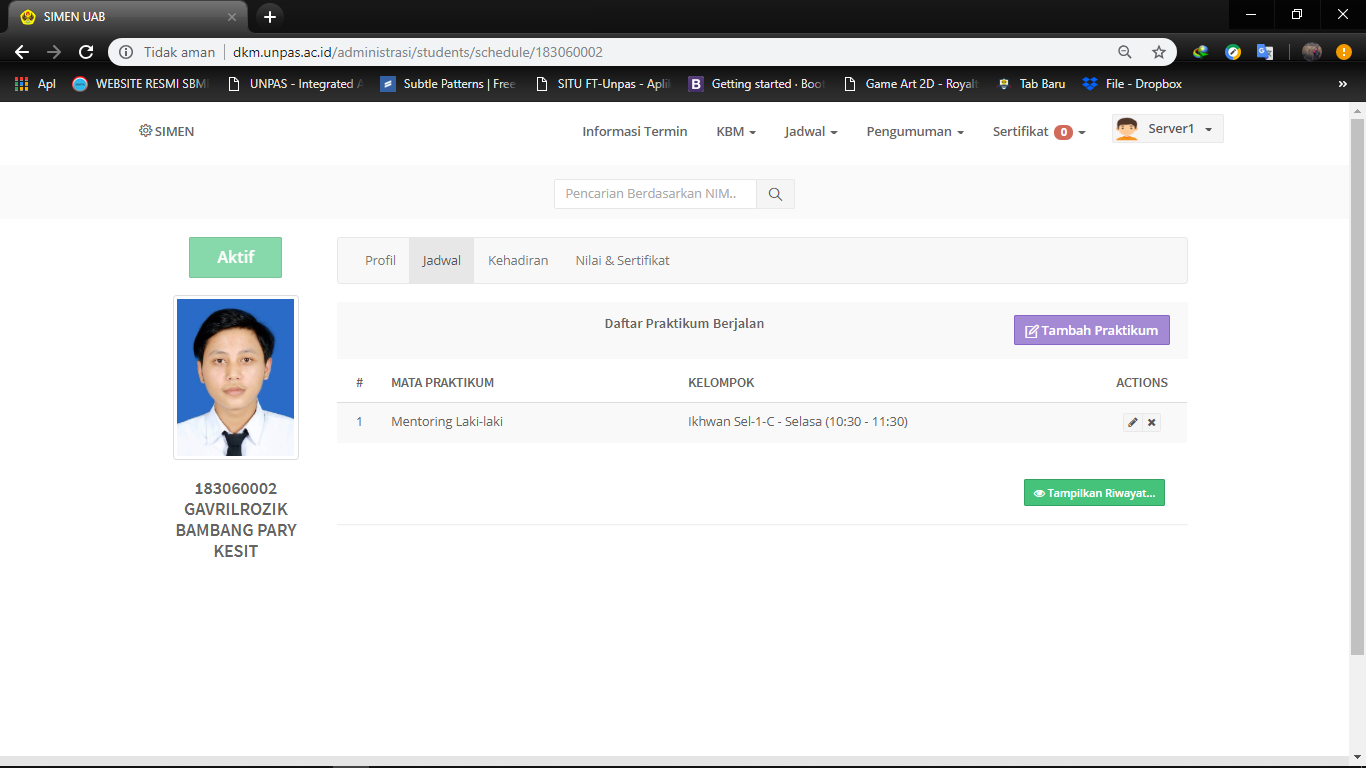 SIMEN UAB
Tidak aman
dkm.unpas.ac.id/administrasi/students/schedule/183060002
Apl
WEBSITE RESMI SBM
UNPAS - Integrated
Subtle Patterns | Free
SITU FT-Unpas - Apli
Getting started · Boot
Game Art 2D - Royalt
Tab Baru
File - Dropbox
»
SIMEN
Informasi Termin
KBM
Jadwal
Pengumuman
Sertifikat 0
Server1
Pencarian Berdasarkan NIM..
Aktif
183060002
GAVRILROZIK
BAMBANG PARY
KESIT
Profil
Jadwal
Kehadiran
Nilai & Sertifikat
Daftar Praktikum Berjalan
Tambah Praktikum
# MATA PRAKTIKUM KELOMPOK ACTIONS
1 Mentoring Laki-laki Ikhwan Sel-1-C - Selasa (10:30 - 11:30)
Tampilkan Riwayat...